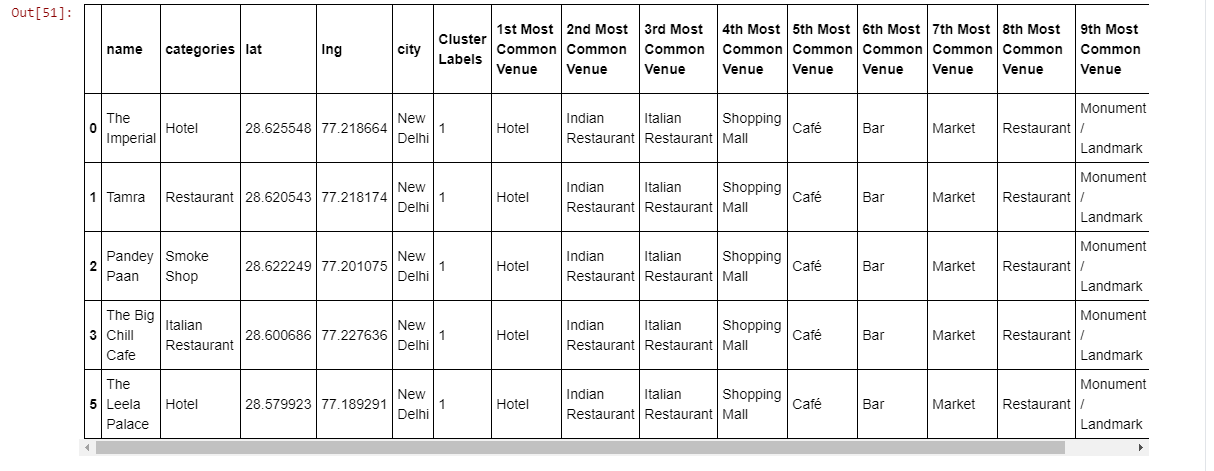 Out[51]:
name categories lat lng city Cluster Labels 1st Most Common Venue 2nd Most Common Venue 3rd Most Common Venue 4th Most Common Venue 5th Most Common Venue 6th Most Common Venue 7th Most Common Venue 8th Most Common Venue 9th Most Common Venue
0 The Imperial Hotel 28.625548 77.218664 New Delhi 1 Hotel Indian Restaurant Italian Restaurant Shopping Mall Café Bar Market Restaurant Monument / Landmark
1 Tamra Restaurant 28.620543 77.218174 New Delhi 1 Hotel Indian Restaurant Italian Restaurant Shopping Mall Café Bar Market Restaurant Monument / Landmark
2 Pandey Paan Smoke Shop 28.622249 77.201075 New Delhi 1 Hotel Indian Restaurant Italian Restaurant Shopping Mall Café Bar Market Restaurant Monument / Landmark
3 The Big Chill Cafe Italian Restaurant 28.600686 77.227636 New Delhi 1 Hotel Indian Restaurant Italian Restaurant Shopping Mall Café Bar Market Restaurant Monument / Landmark
5 The Leela Palace Hotel 28.579923 77.189291 New Delhi 1 Hotel Indian Restaurant Italian Restaurant Shopping Mall Café Bar Market Restaurant Monument / Landmark